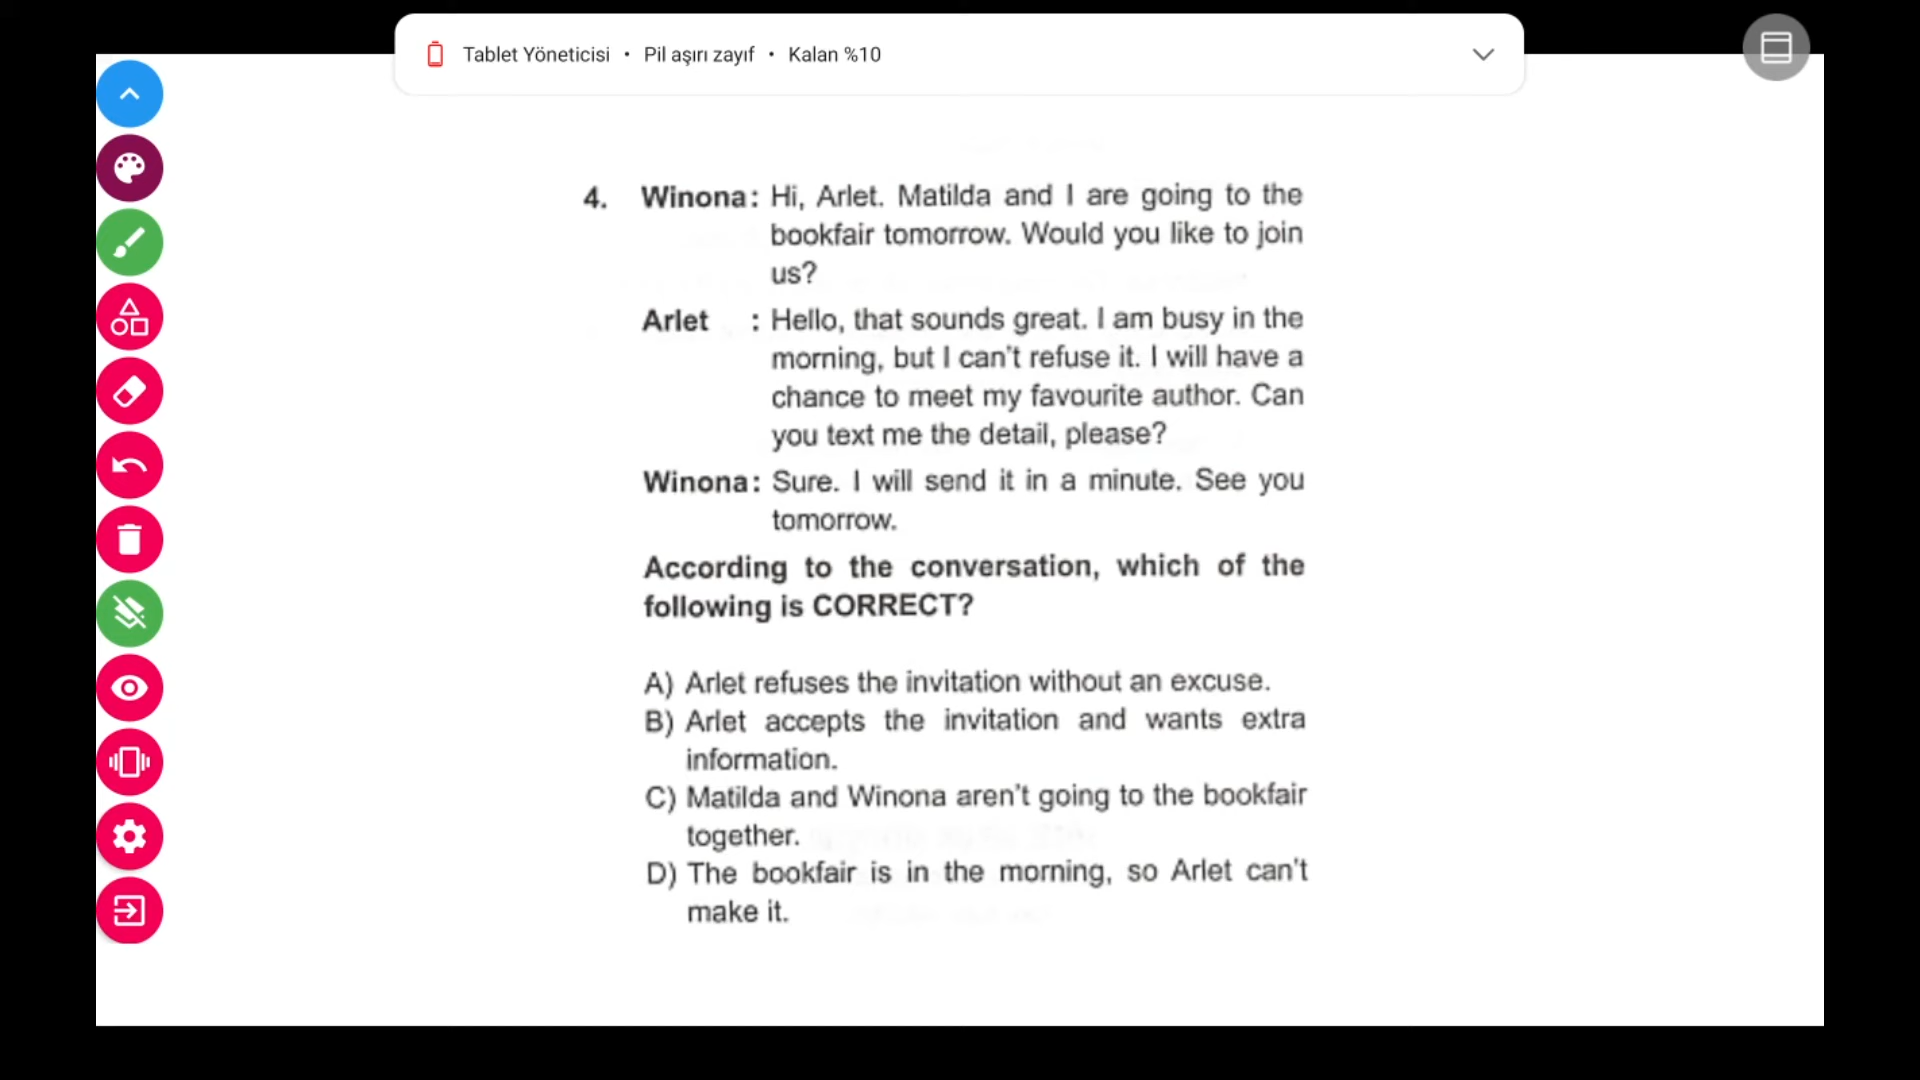 Tablet Yöneticisi • Pil aşırı zayıf • Kalan %10
4. Winona: Hi, Arlet. Matilda and I are going to the
bookfair tomorrow. Would you like to join
us?
Arlet : Hello, that sounds great. I am busy in the
morning, but I can't refuse it. I will have a
chance to meet my favourite author. Can
you text me the detail, please?
Winona: Sure. I will send it in a minute. See you
tomorrow.
According to the conversation, which of the
following is CORRECT?
A) Arlet refuses the invitation without an excuse.
B) Arlet accepts the invitation and wants extra
information.
C) Matilda and Winona aren't going to the bookfair
together.
D) The bookfair is in the morning, so Arlet can't
make it.